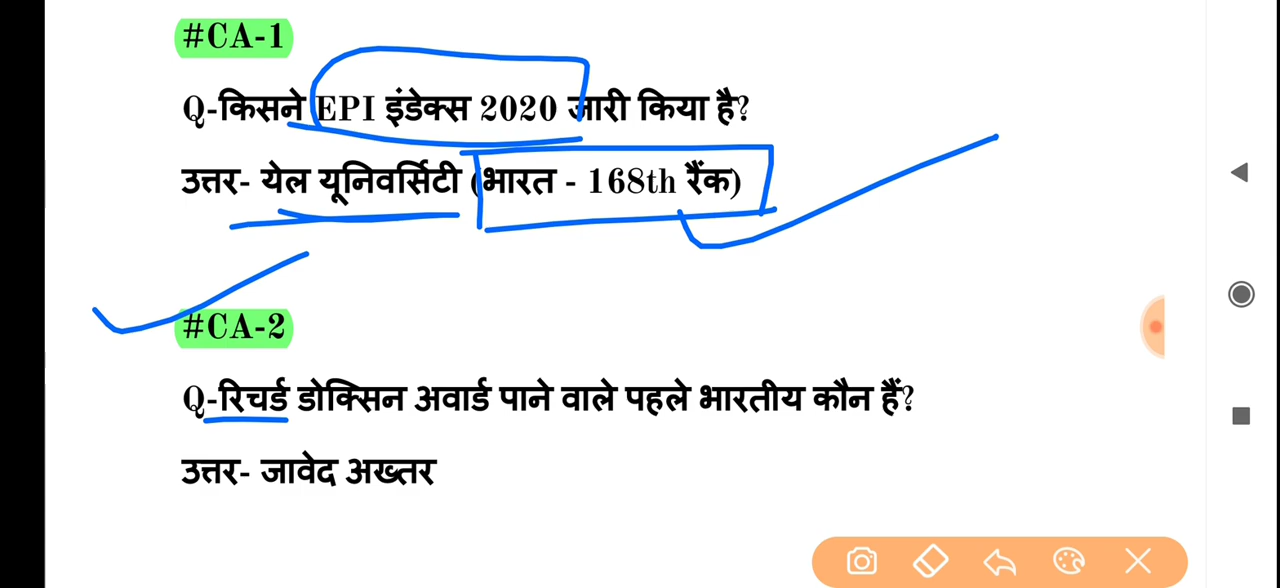 #CA-1
Q-किसने EPI इंडेक्स 2020 जारी किया है?
उत्तर- येल यूनिवर्सिटी (भारत - 168th रैंक)
#CA-2
Q-रिचर्ड डोक्सिन अवार्ड पाने वाले पहले भारतीय कौन हैं?
उत्तर- जावेद अख्तर